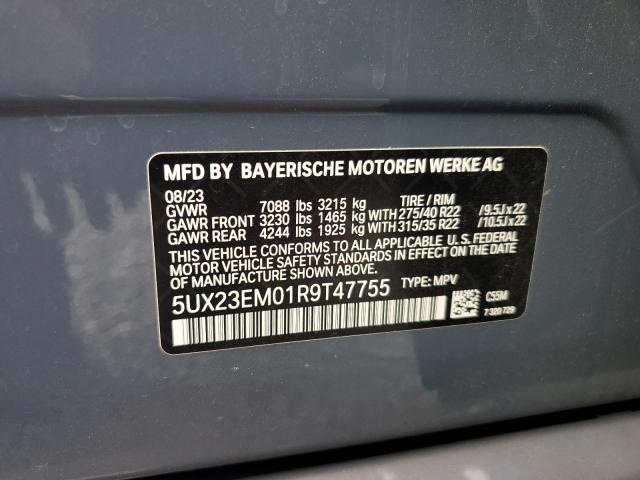 MFD BY BAYERISCHE MOTOREN WERKE AG
08/23
TIRE / RIM
GVWR 7088 lbs 3215 kg
GAWR FRONT 3230 lbs 1465 kg WITH 275/40 R22 /9.5Jx22
GAWR REAR 4244 lbs 1925 kg WITH 315/35 R22 /10.5Jx22
THIS VEHICLE CONFORMS TO ALL APPLICABLE U.S. FEDERAL
MOTOR VEHICLE SAFETY STANDARDS IN EFFECT ON THE DATE
OF MANUFACTURE SHOWN ABOVE.
5UX23EM01R9T47755 TYPE: MPV
C55M
7 320 729